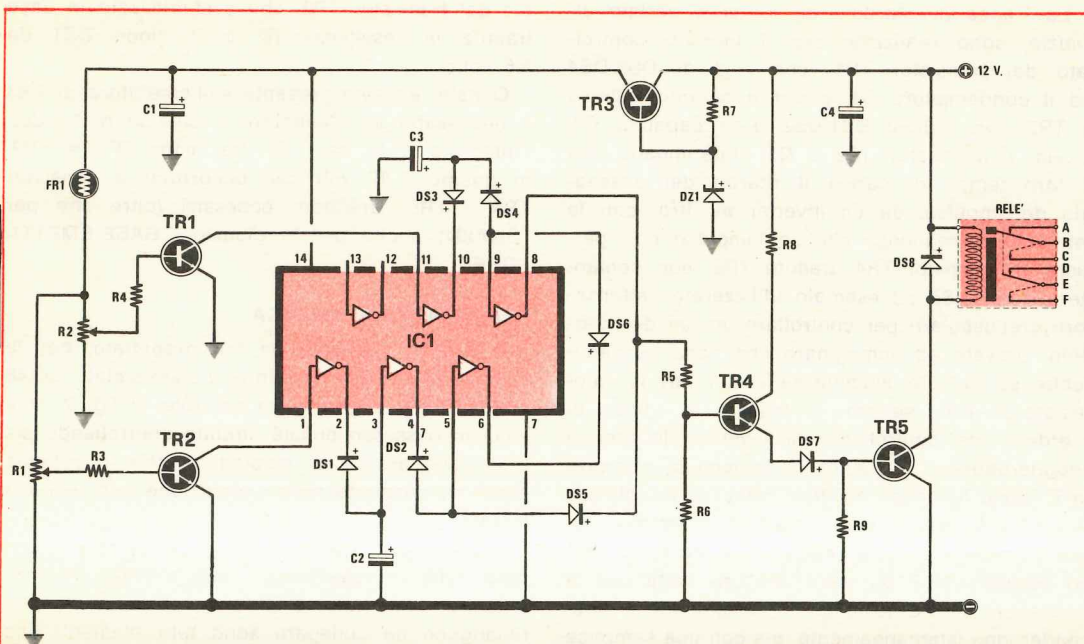 C1
+
FR1
R2
R4
TR1
14
13
12
11
10
9
8
C3
+
DS3
+
DS4
+
IC1
1
2
3
4
5
6
7
R1
R3
TR2
DS1
+
DS2
+
C2
+
DS5
+
DS6
+
TR3
R7
DZ1
+
R8
C4
+
+ 12 V.
R5
R6
TR4
DS7
+
R9
TR5
DS8
+
RELE'
A
B
C
D
E
F
-